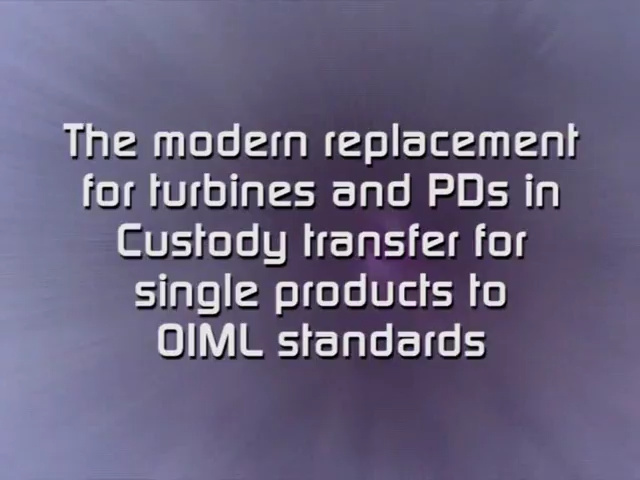 The modern replacement
for turbines and PDs in
Custody transfer for
single products to
OIML standards